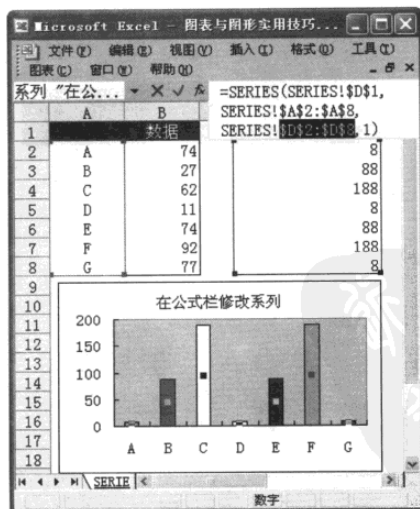 Microsoft Excel - 图表与图形实用技巧...
文件(F) 编辑(E) 视图(V) 插入(I) 格式(O) 工具(T)
图表(C) 窗口(W) 帮助(H)
系列 "在公... =SERIES(SERIES!$D$1,
SERIES!$A$2:$A$8,
SERIES!$D$2:$D$8,1)
A B
1 数据
2 A 74 8
3 B 27 88
4 C 62 188
5 D 11 8
6 E 74 88
7 F 92 188
8 G 77 8
9
10
11
12
13
14
15
16
17
18
在公式栏修改系列
200
150
100
50
0
A B C D E F G
SERIE
数字